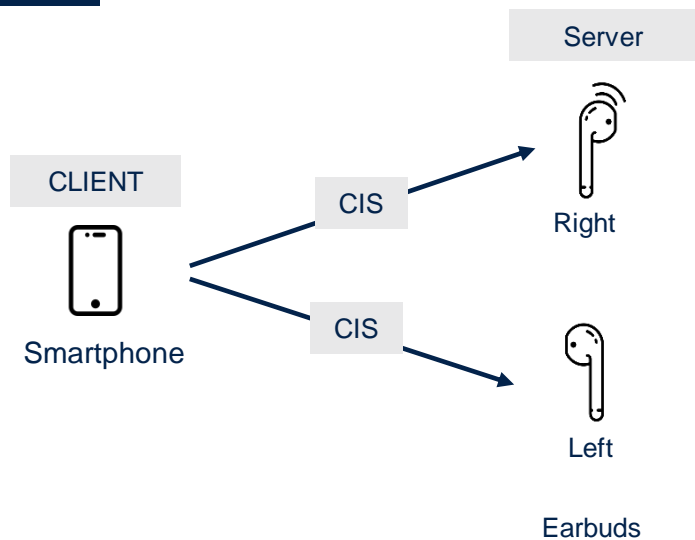 Server
CLIENT
CIS
Right
Smartphone
CIS
Left
Earbuds